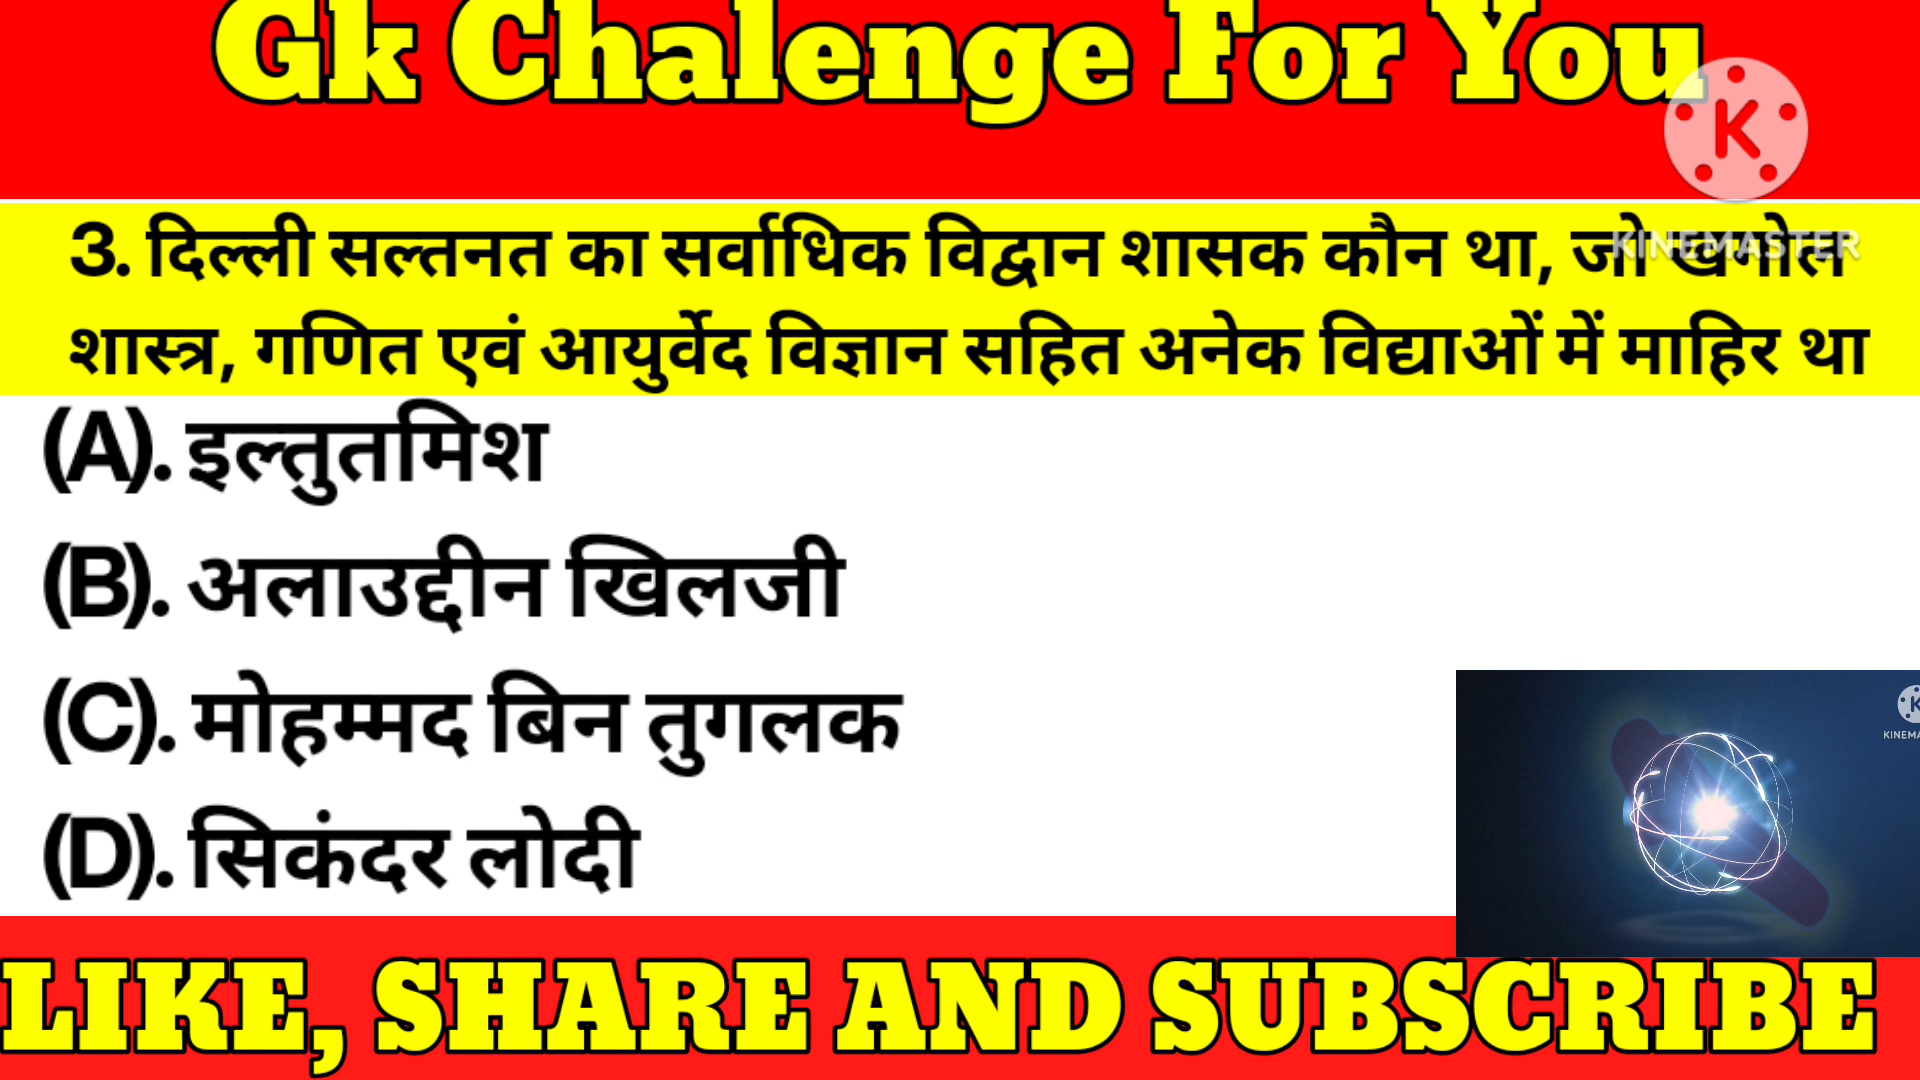 Gk Chalenge For You
K
KINEMASTER
3. दिल्ली सल्तनत का सर्वाधिक विद्वान शासक कौन था, जो खगोल
शास्त्र, गणित एवं आयुर्वेद विज्ञान सहित अनेक विद्याओं में माहिर था
(A). इल्तुतमिश
(B). अलाउद्दीन खिलजी
(C). मोहम्मद बिन तुगलक
(D). सिकंदर लोदी
LIKE, SHARE AND SUBSCRIBE